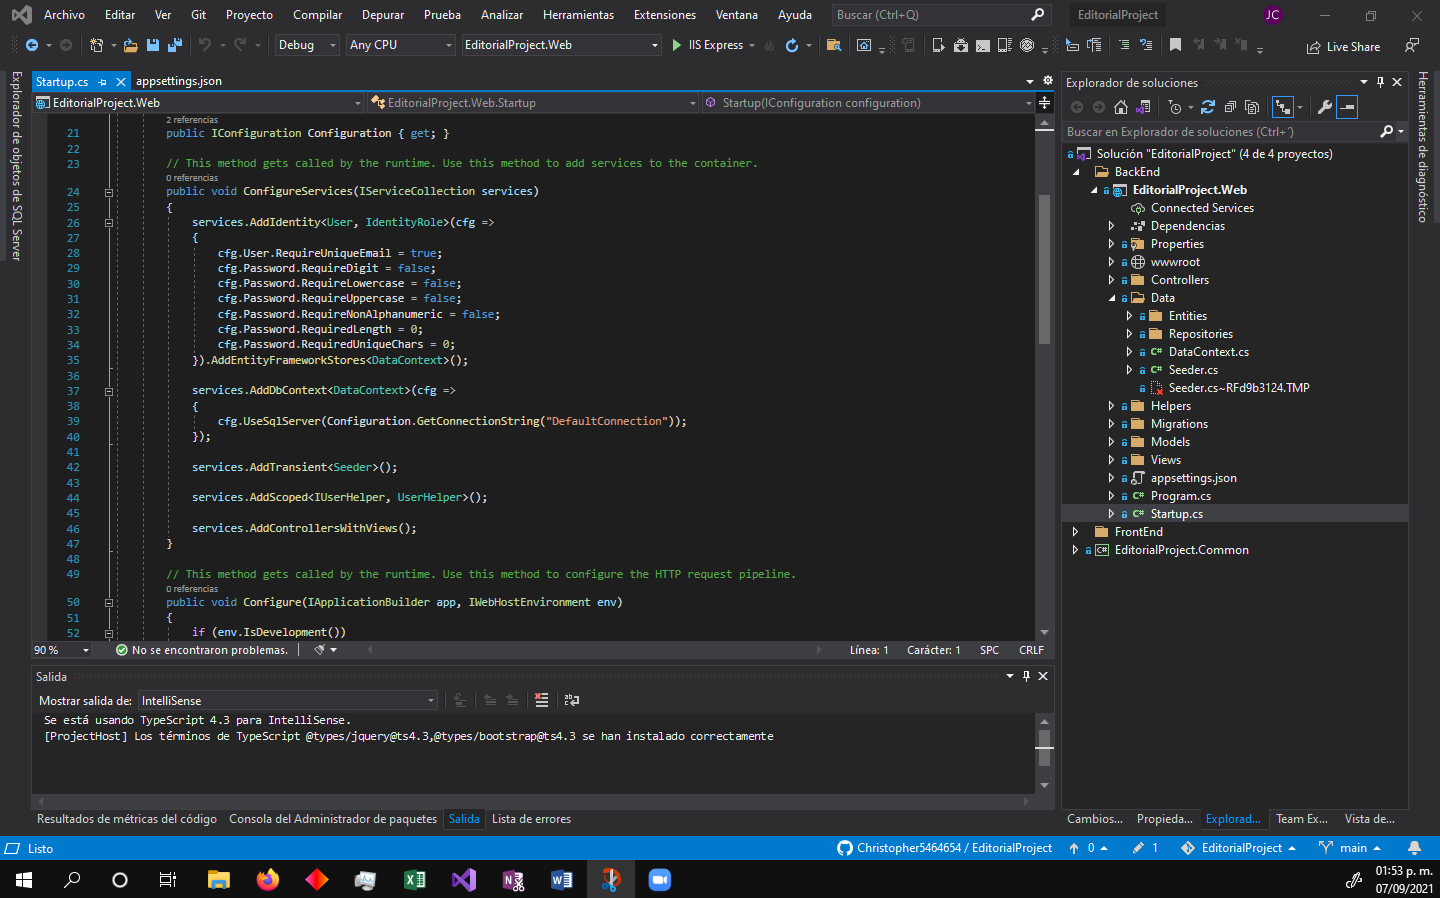 Archivo Editar Ver Git Proyecto Compilar Depurar Prueba Analizar Herramientas Extensiones Ventana Ayuda Buscar (Ctrl+Q) EditorialProject JC
Debug Any CPU EditorialProject.Web IIS Express Live Share
Explorador de objetos de SQL Server
Startup.cs appsettings.json
EditorialProject.Web EditorialProject.Web.Startup Startup(IConfiguration configuration)
2 referencias
21 public IConfiguration Configuration { get; }
22
23 // This method gets called by the runtime. Use this method to add services to the container.
0 referencias
24 public void ConfigureServices(IServiceCollection services)
25 {
26 services.AddIdentity<User, IdentityRole>(cfg =>
27 {
28 cfg.User.RequireUniqueEmail = true;
29 cfg.Password.RequireDigit = false;
30 cfg.Password.RequireLowercase = false;
31 cfg.Password.RequireUppercase = false;
32 cfg.Password.RequireNonAlphanumeric = false;
33 cfg.Password.RequiredLength = 0;
34 cfg.Password.RequiredUniqueChars = 0;
35 }).AddEntityFrameworkStores<DataContext>();
36
37 services.AddDbContext<DataContext>(cfg =>
38 {
39 cfg.UseSqlServer(Configuration.GetConnectionString("DefaultConnection"));
40 });
41
42 services.AddTransient<Seeder>();
43
44 services.AddScoped<IUserHelper, UserHelper>();
45
46 services.AddControllersWithViews();
47 }
48
49 // This method gets called by the runtime. Use this method to configure the HTTP request pipeline.
0 referencias
50 public void Configure(IApplicationBuilder app, IWebHostEnvironment env)
51 {
52 if (env.IsDevelopment())
90 % No se encontraron problemas. Línea: 1 Carácter: 1 SPC CRLF
Salida
Mostrar salida de: IntelliSense
Se está usando TypeScript 4.3 para IntelliSense.
[ProjectHost] Los términos de TypeScript @types/jquery@ts4.3,@types/bootstrap@ts4.3 se han instalado correctamente
Resultados de métricas del código Consola del Administrador de paquetes Salida Lista de errores
Explorador de soluciones
Buscar en Explorador de soluciones (Ctrl+´)
Solución "EditorialProject" (4 de 4 proyectos)
BackEnd
EditorialProject.Web
Connected Services
Dependencias
Properties
wwwroot
Controllers
Data
Entities
Repositories
C# DataContext.cs
C# Seeder.cs
Seeder.cs~RFd9b3124.TMP
Helpers
Migrations
Models
Views
appsettings.json
C# Program.cs
C# Startup.cs
FrontEnd
C# EditorialProject.Common
Cambios... Propieda... Explorad... Team Ex... Vista de...
Herramientas de diagnóstico
Listo Christopher5464654 / EditorialProject 0 1 EditorialProject main
01:53 p. m.
07/09/2021